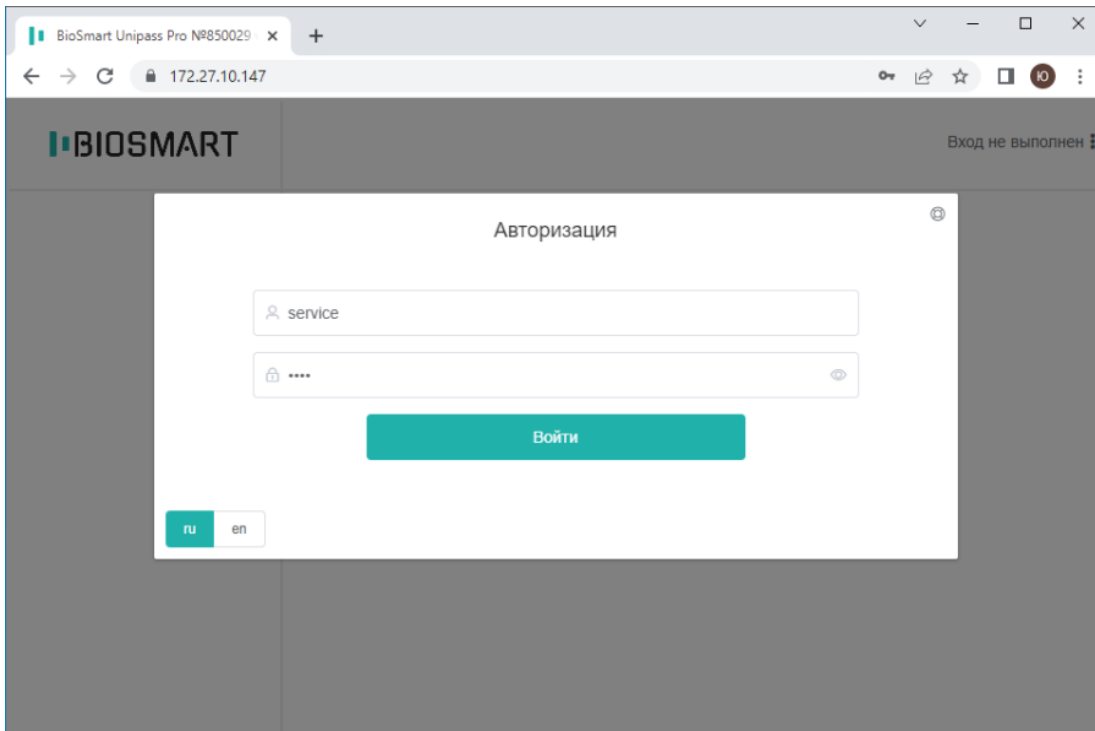 BioSmart Unipass Pro №850029
172.27.10.147
Ю
BIOSMART
Вход не выполнен
Авторизация
service
••••
Войти
ru en